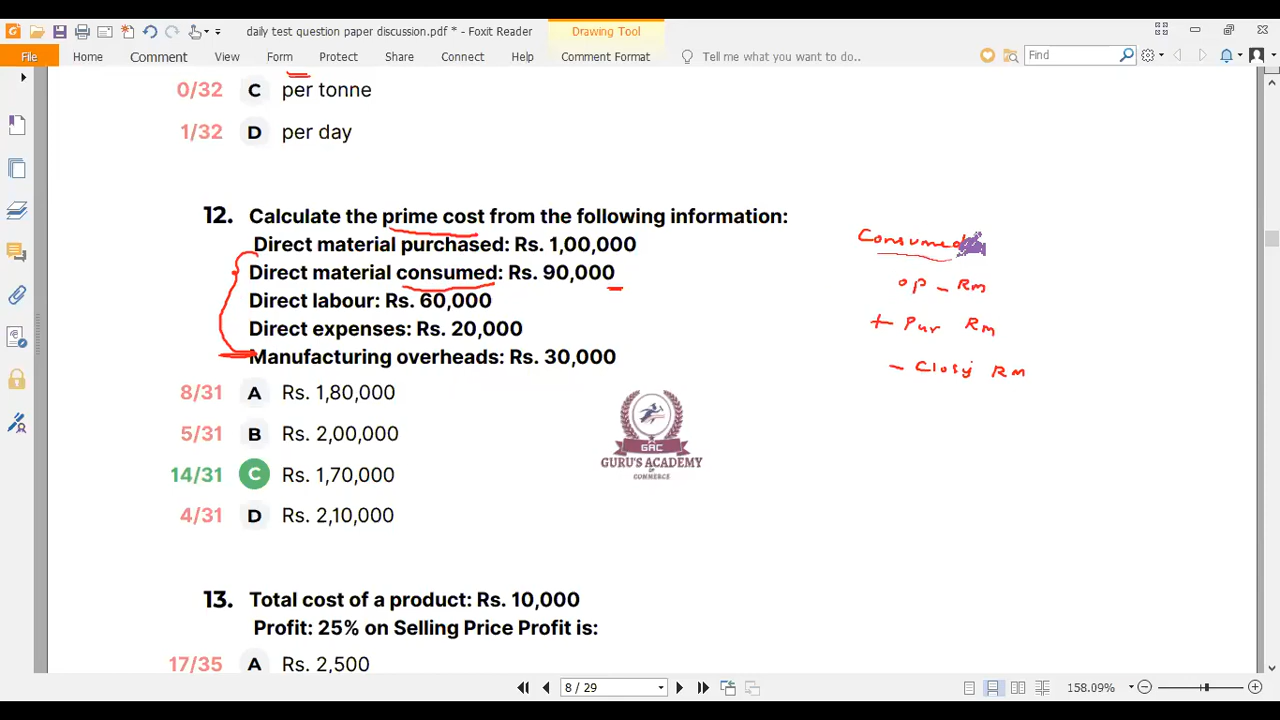 daily test question paper discussion.pdf * - Foxit Reader
Drawing Tool
File
Home
Comment
View
Form
Protect
Share
Connect
Help
Comment Format
Tell me what you want to do..
Find
0/32 C per tonne
1/32 D per day
12. Calculate the prime cost from the following information:
Direct material purchased: Rs. 1,00,000
Direct material consumed: Rs. 90,000
Direct labour: Rs. 60,000
Direct expenses: Rs. 20,000
Manufacturing overheads: Rs. 30,000
Consumed
op - Rm
+ Pur Rm
- Closy Rm
8/31 A Rs. 1,80,000
5/31 B Rs. 2,00,000
14/31 C Rs. 1,70,000
4/31 D Rs. 2,10,000
GAC
GURU'S ACADEMY
OF
COMMERCE
13. Total cost of a product: Rs. 10,000
Profit: 25% on Selling Price Profit is:
17/35 A Rs. 2,500
8 / 29
158.09%